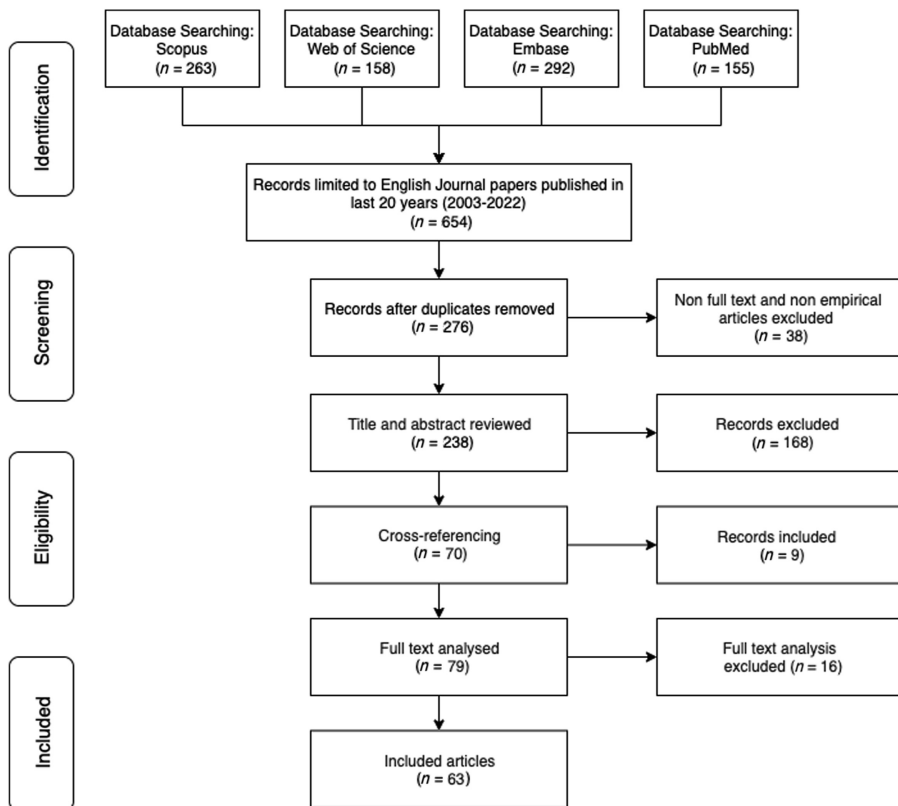 Identification
Database Searching:
Scopus
(n = 263)
Database Searching:
Web of Science
(n = 158)
Database Searching:
Embase
(n = 292)
Database Searching:
PubMed
(n = 155)
Records limited to English Journal papers published in
last 20 years (2003-2022)
(n = 654)
Screening
Records after duplicates removed
(n = 276)
Non full text and non empirical
articles excluded
(n = 38)
Title and abstract reviewed
(n = 238)
Records excluded
(n = 168)
Eligibility
Cross-referencing
(n = 70)
Records included
(n = 9)
Full text analysed
(n = 79)
Full text analysis
excluded (n = 16)
Included
Included articles
(n = 63)